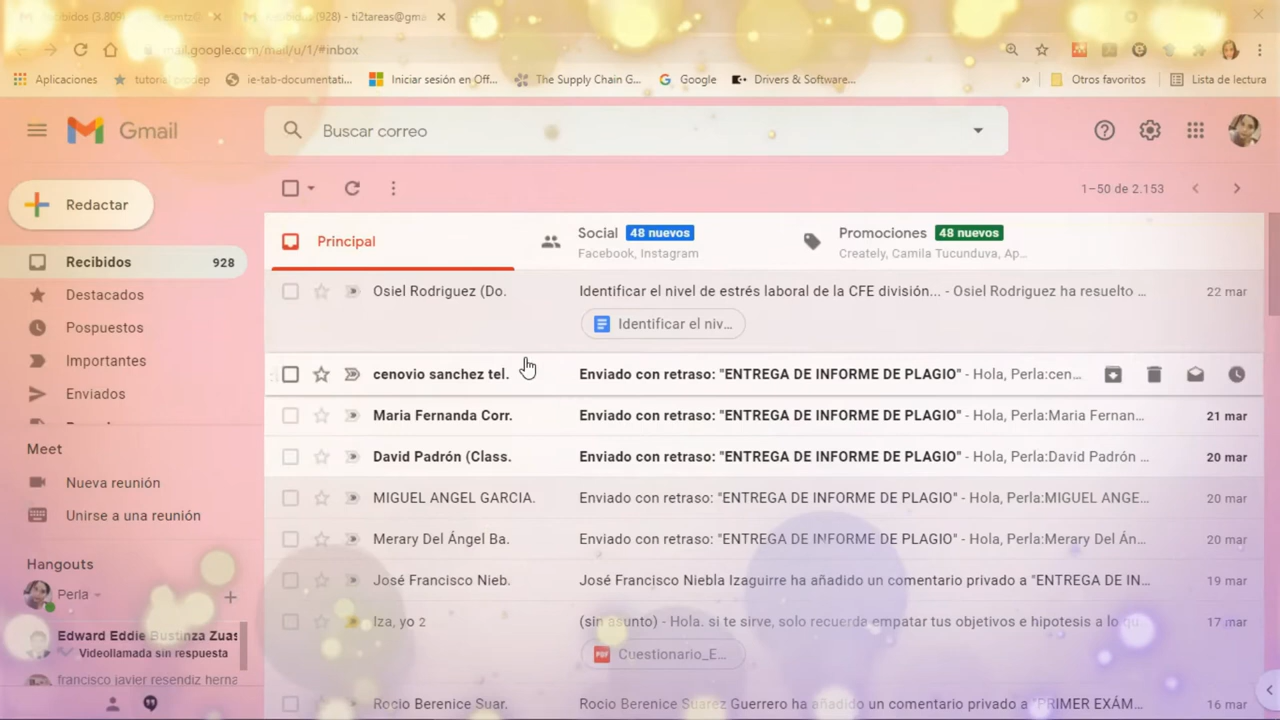 Recibidos (928) - ti2tareas@gma
mail.google.com/mail/u/1/#inbox
Aplicaciones
ie-tab-documentati...
Iniciar sesión en Off...
The Supply Chain G...
Google
Drivers & Software...
»
Otros favoritos
Lista de lectura
Gmail
Buscar correo
Redactar
1–50 de 2.153
Principal
Social 48 nuevos
Facebook, Instagram
Promociones 48 nuevos
Creately, Camila Tucunduva, Ap...
Recibidos 928
Destacados
Pospuestos
Importantes
Enviados
Meet
Nueva reunión
Unirse a una reunión
Hangouts
Perla
Edward Eddie Bustinza Zuas
Videollamada sin respuesta
francisco javier resendiz herna
Osiel Rodriguez (Do. Identificar el nivel de estrés laboral de la CFE división... - Osiel Rodriguez ha resuelto ... 22 mar
Identificar el niv...
cenovio sanchez tel. Enviado con retraso: "ENTREGA DE INFORME DE PLAGIO" - Hola, Perla:cen...
Maria Fernanda Corr. Enviado con retraso: "ENTREGA DE INFORME DE PLAGIO" - Hola, Perla:Maria Fernan... 21 mar
David Padrón (Class. Enviado con retraso: "ENTREGA DE INFORME DE PLAGIO" - Hola, Perla:David Padrón ... 20 mar
MIGUEL ANGEL GARCIA. Enviado con retraso: "ENTREGA DE INFORME DE PLAGIO" - Hola, Perla:MIGUEL ANGE... 20 mar
Merary Del Ángel Ba. Enviado con retraso: "ENTREGA DE INFORME DE PLAGIO" - Hola, Perla:Merary Del Án... 20 mar
José Francisco Nieb. José Francisco Niebla Izaguirre ha añadido un comentario privado a "ENTREGA DE IN... 19 mar
Iza, yo 2 (sin asunto) - Hola. si te sirve, solo recuerda empatar tus objetivos e hipotesis a lo qu 17 mar
PDF Cuestionario_E...
Rocio Berenice Suar. Rocio Berenice Suarez Guerrero ha añadido un comentario privado a "PRIMER EXÁM... 16 mar